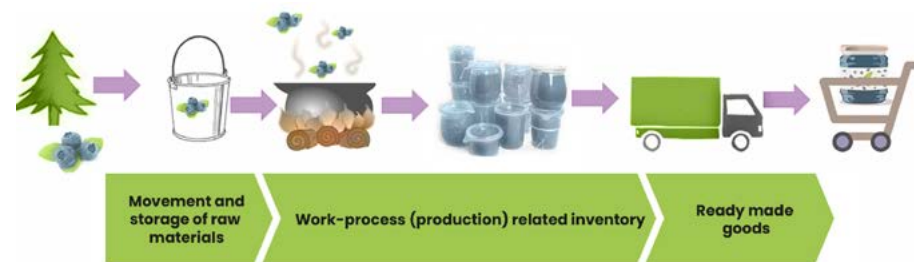 Movement and
storage of raw
materials
Work-process (production) related inventory
Ready made
goods